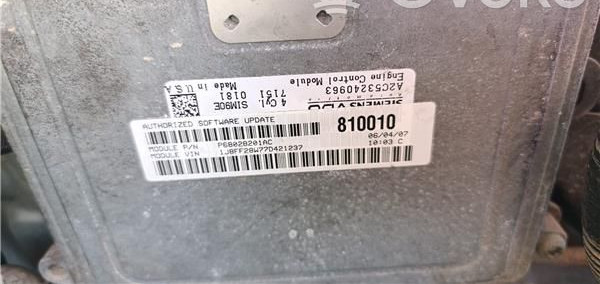 SIEMENS VDO
A2C53240963
Engine Control Module
4 Cyl. SIM90E
7151 0181
Made in U.S.A
AUTHORIZED SOFTWARE UPDATE
810010
MODULE P/N. P68028201AC
06/04/07
MODULE VIN 1J8FF28W77D421237
10:03 C